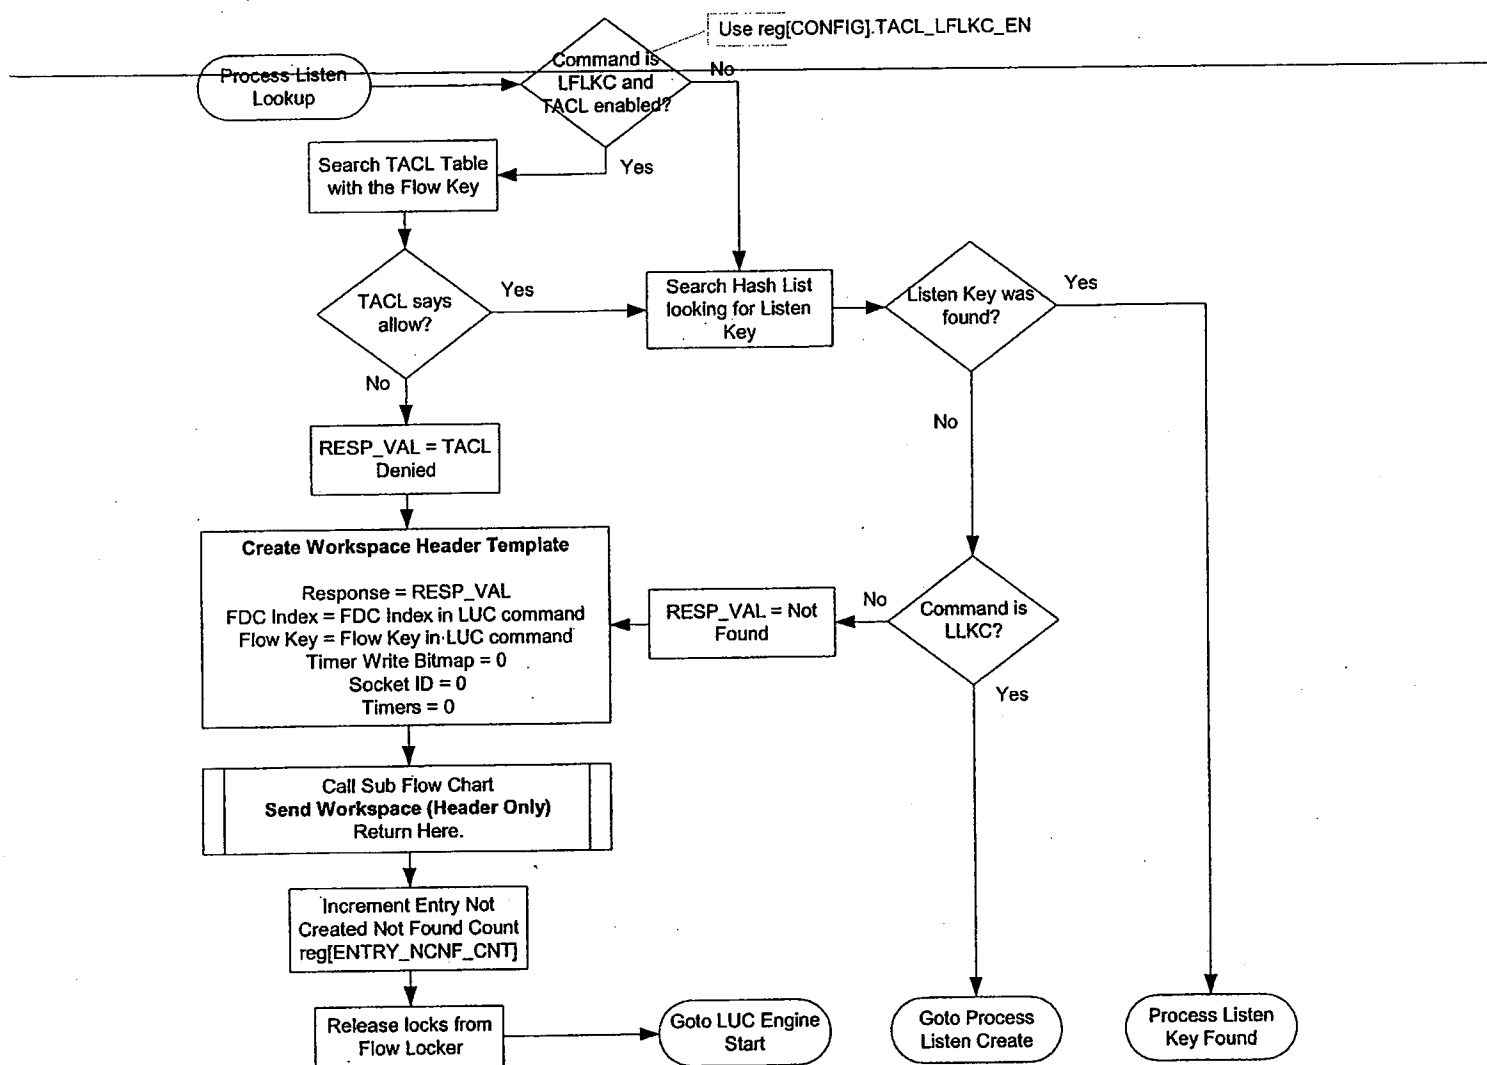 Use reg[CONFIG].TACL_LFLKC_EN
Process Listen
Lookup
Command is
LFLKC and
TACL enabled?
No
Yes
Search TACL Table
with the Flow Key
TACL says
allow?
Yes
No
Search Hash List
looking for Listen
Key
Listen Key was
found?
Yes
No
RESP_VAL = TACL
Denied
Create Workspace Header Template
Response = RESP_VAL
FDC Index = FDC Index in LUC command
Flow Key = Flow Key in LUC command
Timer Write Bitmap = 0
Socket ID = 0
Timers = 0
RESP_VAL = Not
Found
No
Command is
LLKC?
Yes
Call Sub Flow Chart
Send Workspace (Header Only)
Return Here.
Increment Entry Not
Created Not Found Count
reg[ENTRY_NCNF_CNT]
Release locks from
Flow Locker
Goto LUC Engine
Start
Goto Process
Listen Create
Process Listen
Key Found